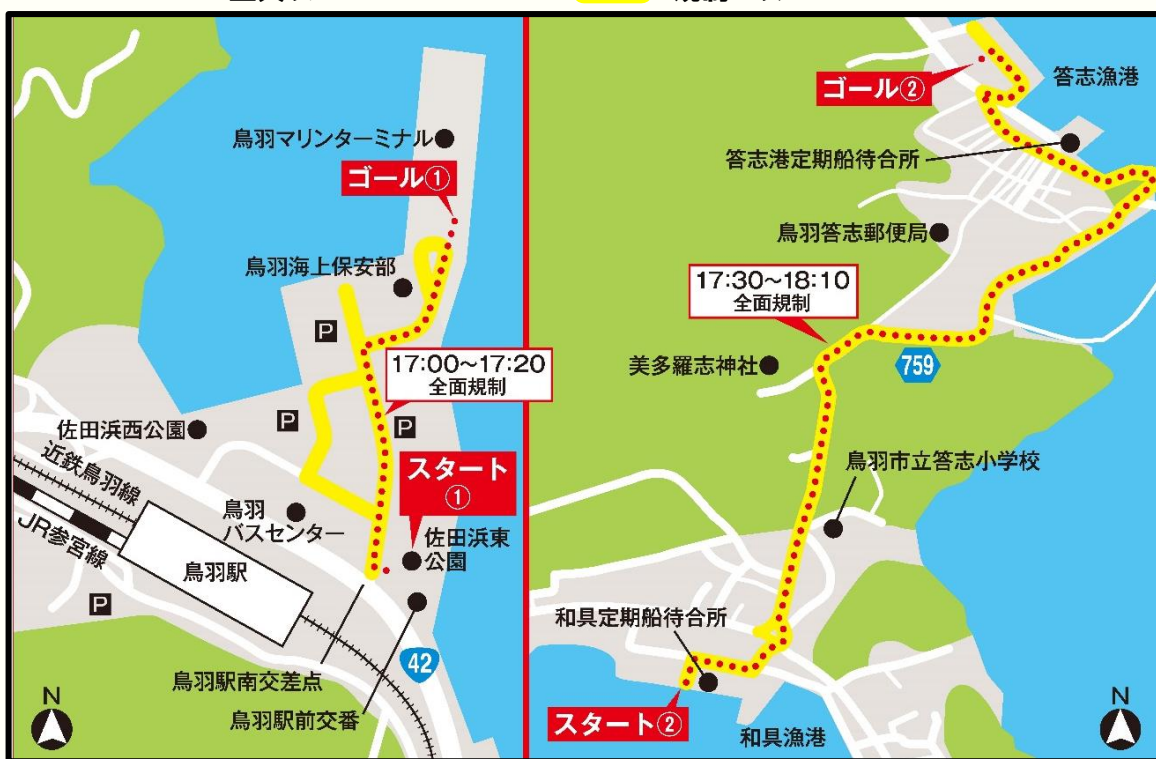 鳥羽マリンターミナル
ゴール①
鳥羽海上保安部
P
17:00～17:20
全面規制
P
P
佐田浜西公園
スタート
①
近鉄鳥羽線
JR参宮線
鳥羽
バスセンター
佐田浜東
公園
鳥羽駅
P
42
鳥羽駅南交差点
鳥羽駅前交番
N
ゴール②
答志漁港
答志港定期船待合所
鳥羽答志郵便局
17:30～18:10
全面規制
759
美多羅志神社
鳥羽市立答志小学校
和具定期船待合所
スタート②
和具漁港
N